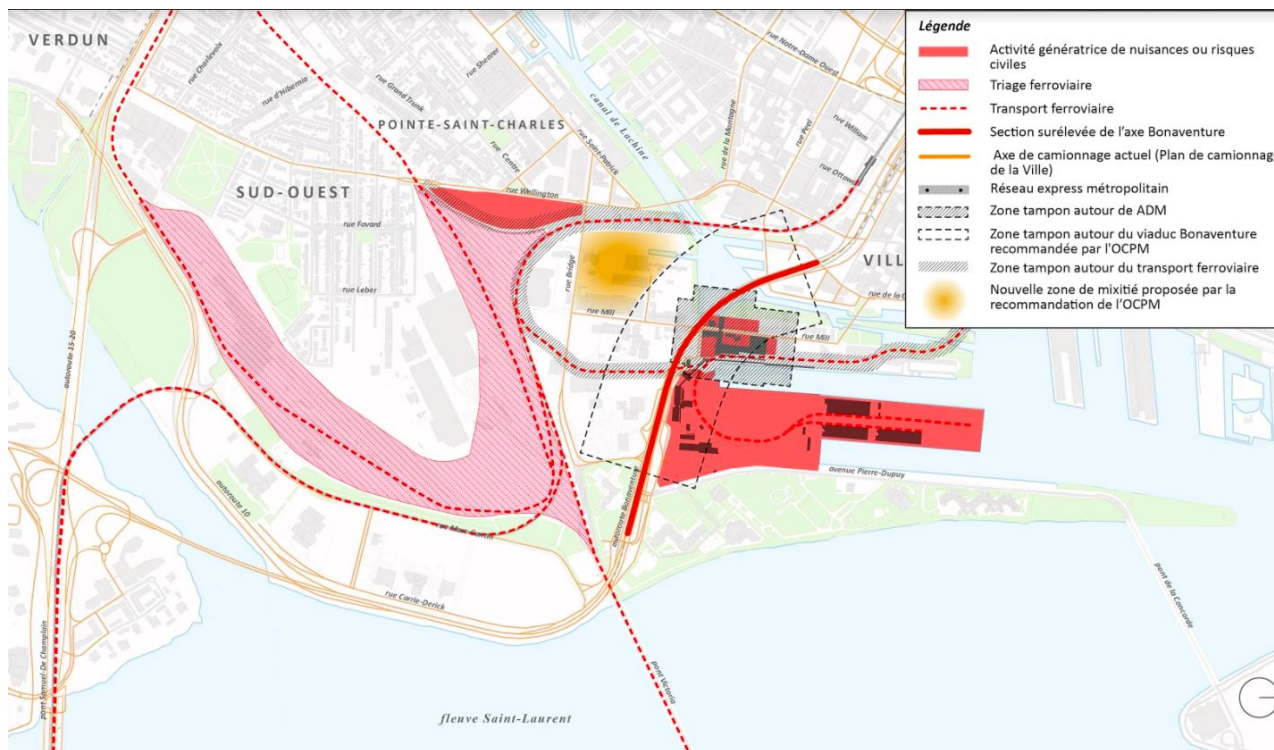 VERDUN
rue Charlevoix
rue d'Hibernia
rue Grand Trunk
rue Shearer
POINTE-SAINT-CHARLES
rue Centre
rue Saint-Patrick
canal de Lachine
rue Notre-Dame Ouest
rue de la Montagne
rue Peel
rue William
rue Ottawa
SUD-OUEST
rue Wellington
rue Favard
rue Leber
rue Bridge
rue Mill
rue Mill
VILL
rue de la C
autoroute 15-20
autoroute 10
autoroute Bonaventure
avenue Pierre-Dupuy
rue Carrie-Derick
pont Samuel-De Champlain
pont Victoria
pont de la Concorde
fleuve Saint-Laurent
Légende
Activité génératrice de nuisances ou risques
civiles
Triage ferroviaire
Transport ferroviaire
Section surélevée de l'axe Bonaventure
Axe de camionnage actuel (Plan de camionnag
de la Ville)
Réseau express métropolitain
Zone tampon autour de ADM
Zone tampon autour du viaduc Bonaventure
recommandée par l'OCPM
Zone tampon autour du transport ferroviaire
Nouvelle zone de mixitié proposée par la
recommandation de l'OCPM